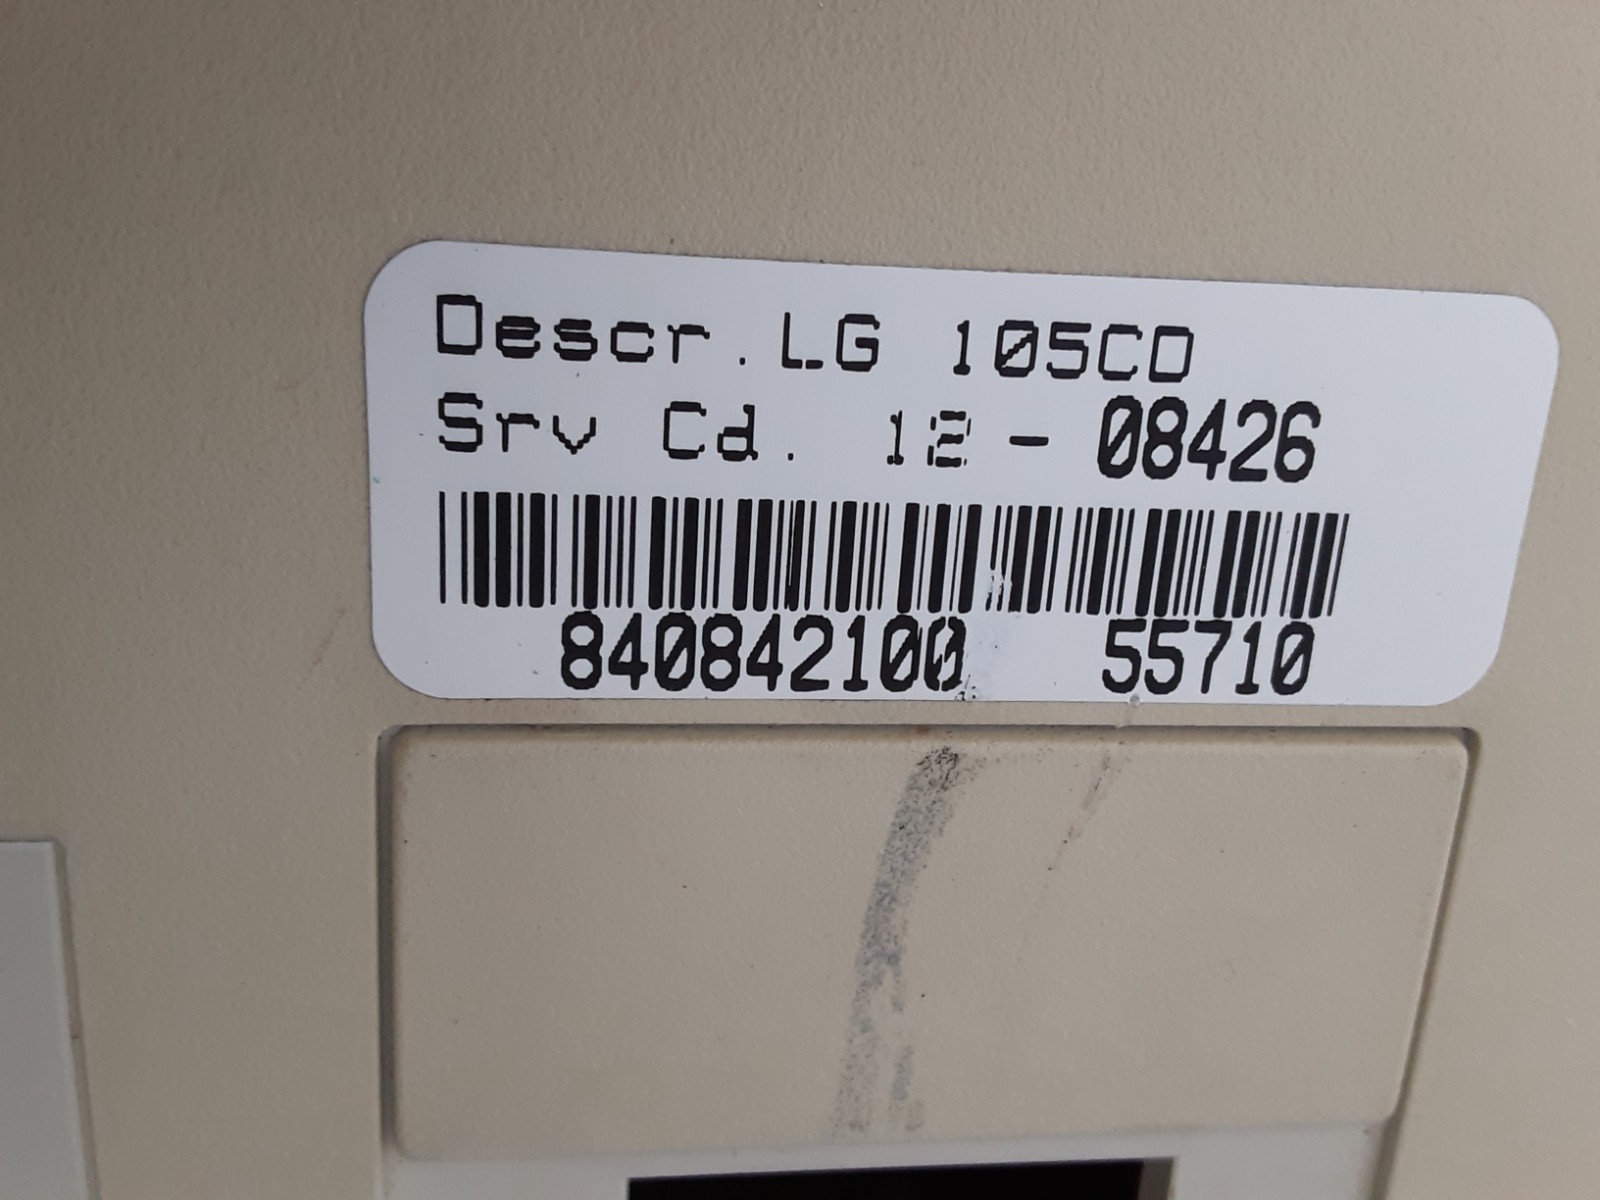 Descr. LG 105CD
Srv Cd. 12 - 08426
840842100 55710